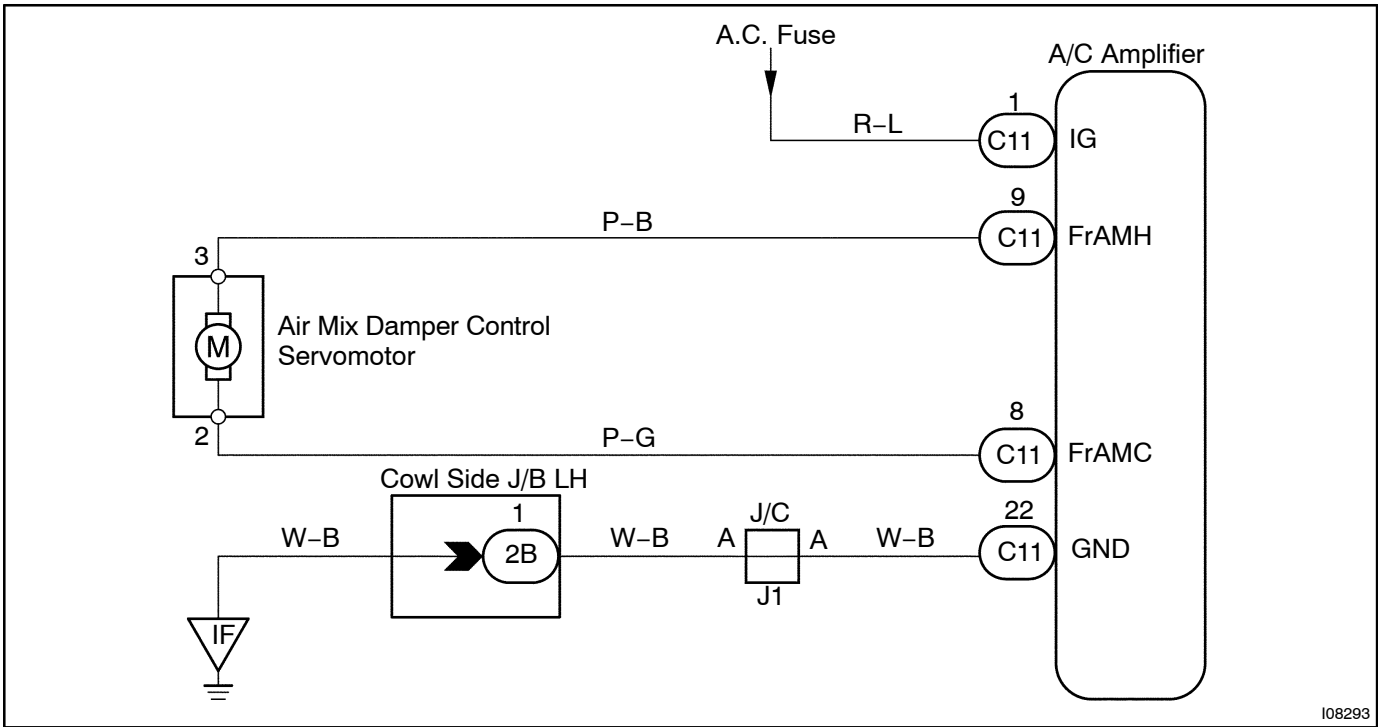 A.C. Fuse
A/C Amplifier
1
R−L
C11
IG
9
P−B
C11
FrAMH
3
M
Air Mix Damper Control
Servomotor
2
8
P−G
C11
FrAMC
Cowl Side J/B LH
1
J/C
22
W−B
2B
W−B
A
A
W−B
C11
GND
J1
IF
I08293